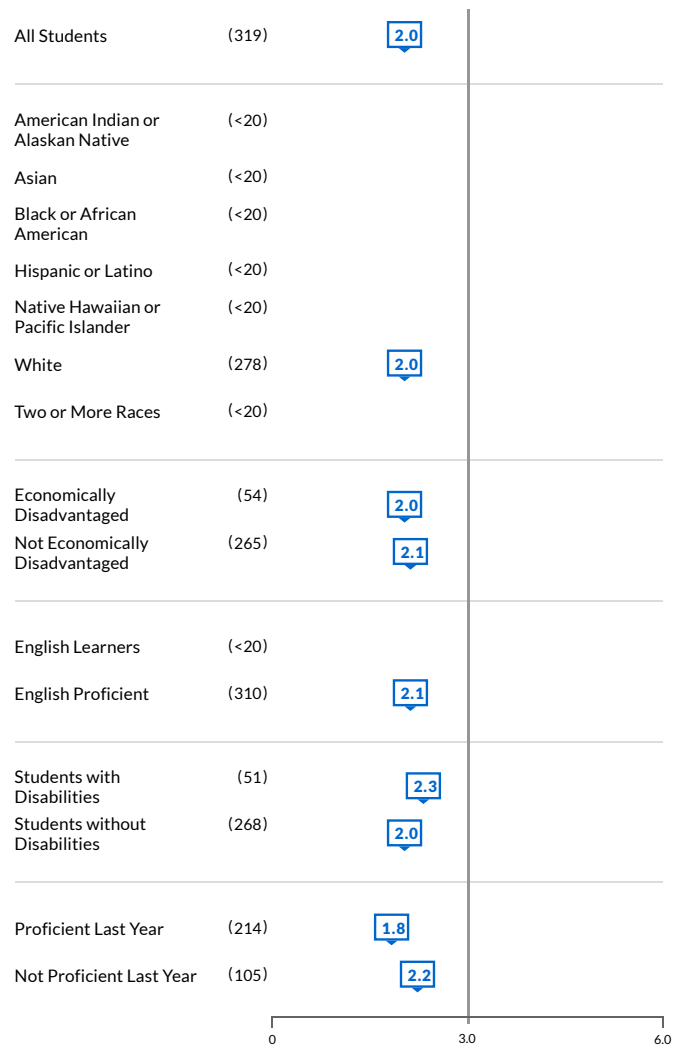 All Students (319) 2.0
American Indian or (<20)
Alaskan Native
Asian (<20)
Black or African (<20)
American
Hispanic or Latino (<20)
Native Hawaiian or (<20)
Pacific Islander
White (278) 2.0
Two or More Races (<20)
Economically (54) 2.0
Disadvantaged
Not Economically (265) 2.1
Disadvantaged
English Learners (<20)
English Proficient (310) 2.1
Students with (51) 2.3
Disabilities
Students without (268) 2.0
Disabilities
Proficient Last Year (214) 1.8
Not Proficient Last Year (105) 2.2
0 3.0 6.0